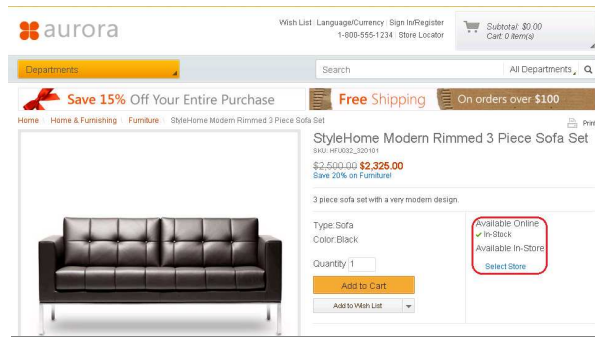 aurora
Wish List Language/Currency Sign In/Register
1-800-555-1234 Store Locator
Subtotal: $0.00
Cart: 0 item(s)
Departments
Search
All Departments
Save 15% Off Your Entire Purchase
Free Shipping
On orders over $100
Home Home & Furnishing Furniture StyleHome Modern Rimmed 3 Piece Sofa Set
Print
StyleHome Modern Rimmed 3 Piece Sofa Set
SKU: HFU032_320101
$2,500.00 $2,325.00
Save 20% on Furniture!
3 piece sofa set with a very modern design.
Type:Sofa
Color:Black
Quantity 1
Add to Cart
Add to Wish List
Available Online
✓ In-Stock
Available In-Store
Select Store